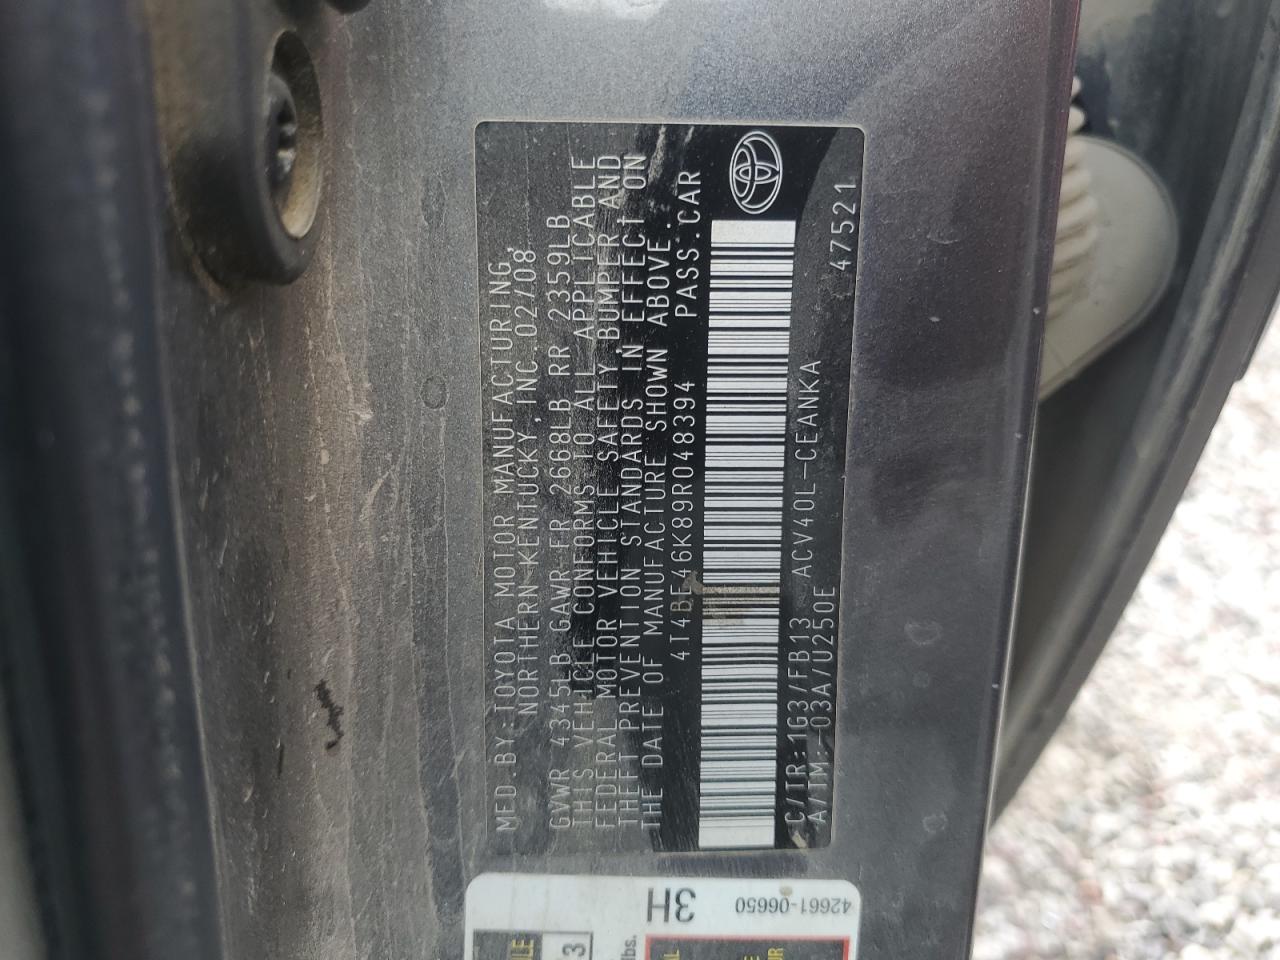 MFD.BY:TOYOTA MOTOR MANUFACTURING,
NORTHERN KENTUCKY, INC. 02/08
GVWR 4345LB GAWR FR 2668LB RR 2359LB
THIS VEHICLE CONFORMS TO ALL APPLICABLE
FEDERAL MOTOR VEHICLE SAFETY, BUMPER, AND
THEFT PREVENTION STANDARDS IN EFFECT ON
THE DATE OF MANUFACTURE SHOWN ABOVE.
4T4BE46K89R048394 PASS.CAR
C/TR:1G3/FB13 ACV40L-CEANKA 47521
A/TM:-03A/U250E
3H
42661-06650
3
lbs.